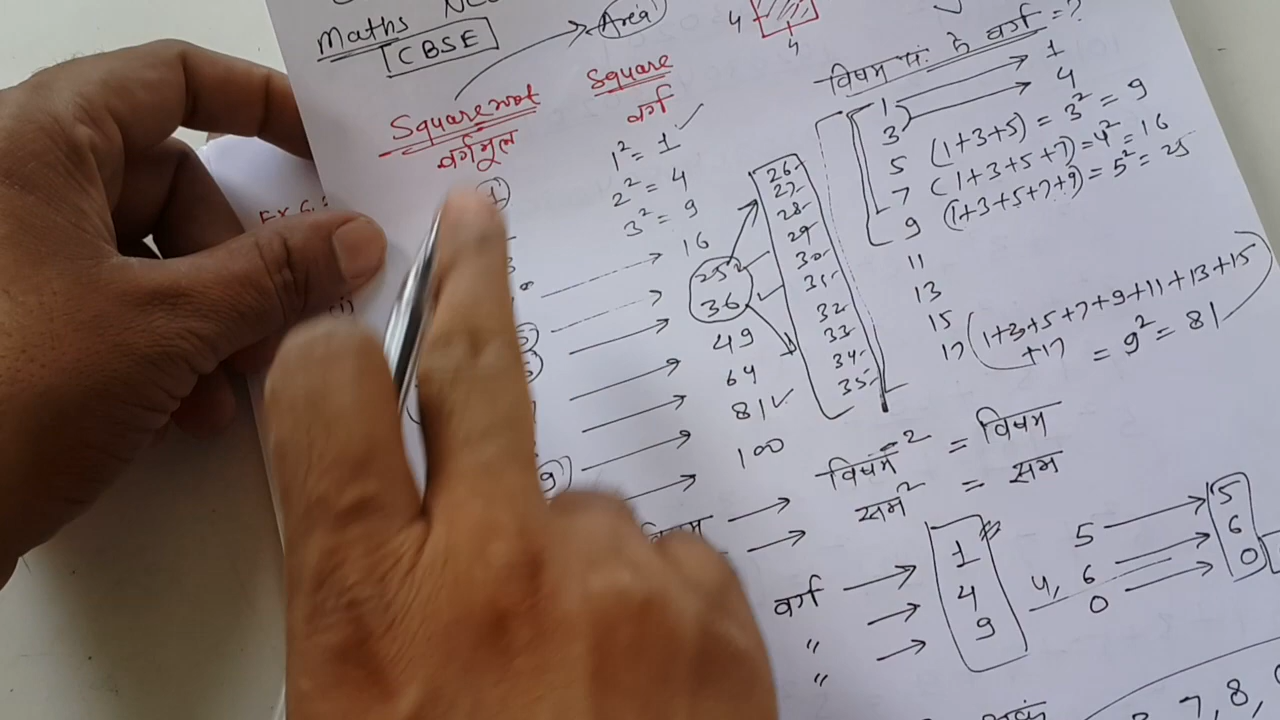 Maths
CBSE
Area
4
4
Squareroot
वर्गमूल
1
Square
वर्ग
1² = 1
2² = 4
3² = 9
16
25
36
49
64
81
100
26
27
28
29
30
31
32
33
34
35
विषम सं. के वर्ग = ?
1 → 1
3 → 4
5 (1+3+5) = 3² = 9
7 (1+3+5+7) = 4² = 16
9 (1+3+5+7+9) = 5² = 25
11
13
15
17 (1+3+5+7+9+11+13+15
+17 = 9² = 81
विषम² = विषम
सम² = सम
वर्ग → 1
" → 4
" → 9
5 → 5
4, 6 → 6
0 → 0
7, 8,